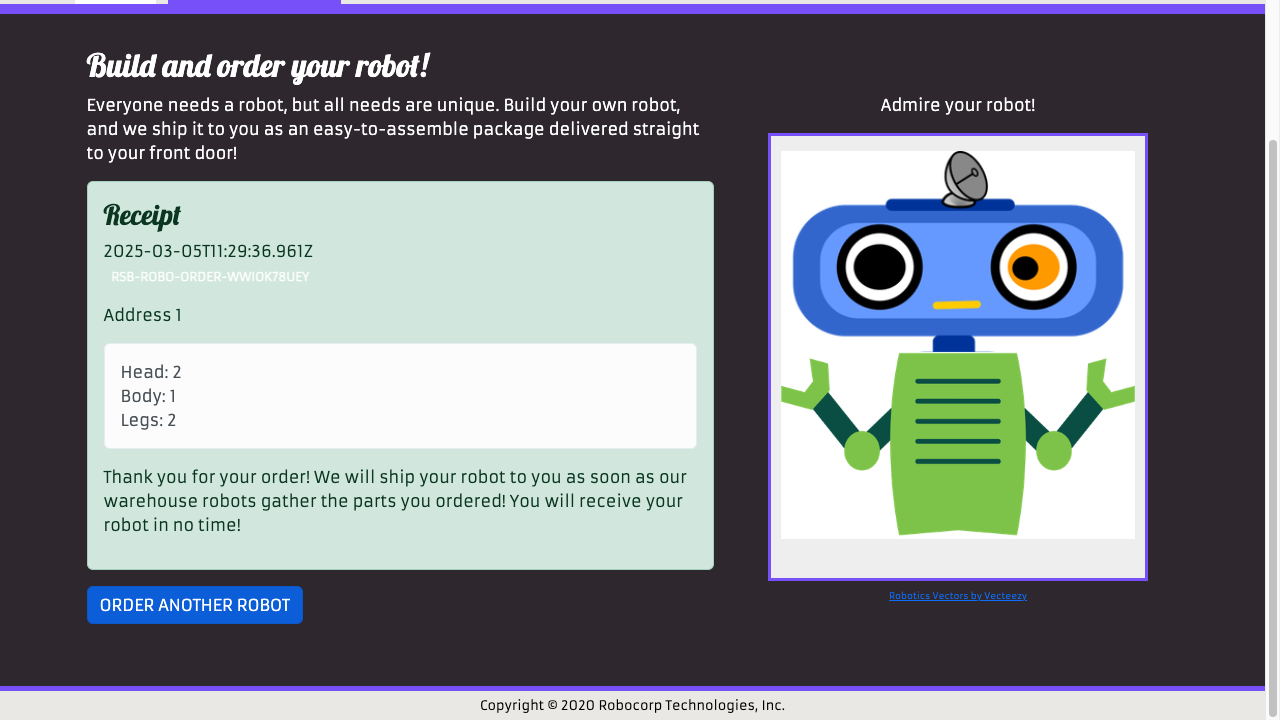 Build and order your robot!
Everyone needs a robot, but all needs are unique. Build your own robot,
and we ship it to you as an easy-to-assemble package delivered straight
to your front door!
Receipt
2025-03-05T11:29:36.961Z
RSB-ROBO-ORDER-WWIOK78UEY
Address 1
Head: 2
Body: 1
Legs: 2
Thank you for your order! We will ship your robot to you as soon as our
warehouse robots gather the parts you ordered! You will receive your
robot in no time!
ORDER ANOTHER ROBOT
Admire your robot!
Robotics Vectors by Vecteezy
Copyright © 2020 Robocorp Technologies, Inc.